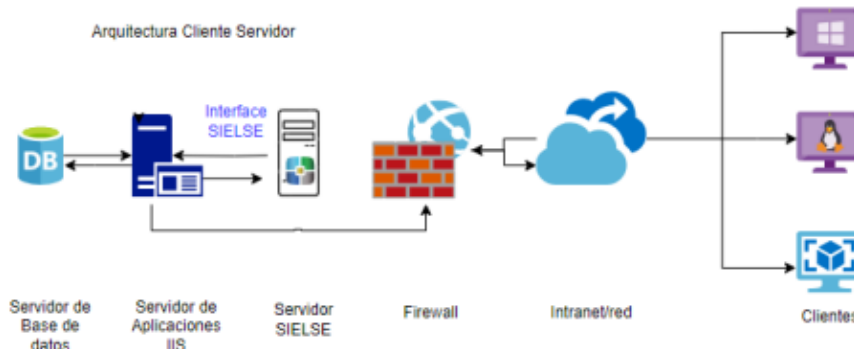 Arquitectura Cliente Servidor
Interface
SIELSE
DB
Servidor de
Base de
datos
Servidor de
Aplicaciones
IIS
Servidor
SIELSE
Firewall
Intranet/red
Clientes